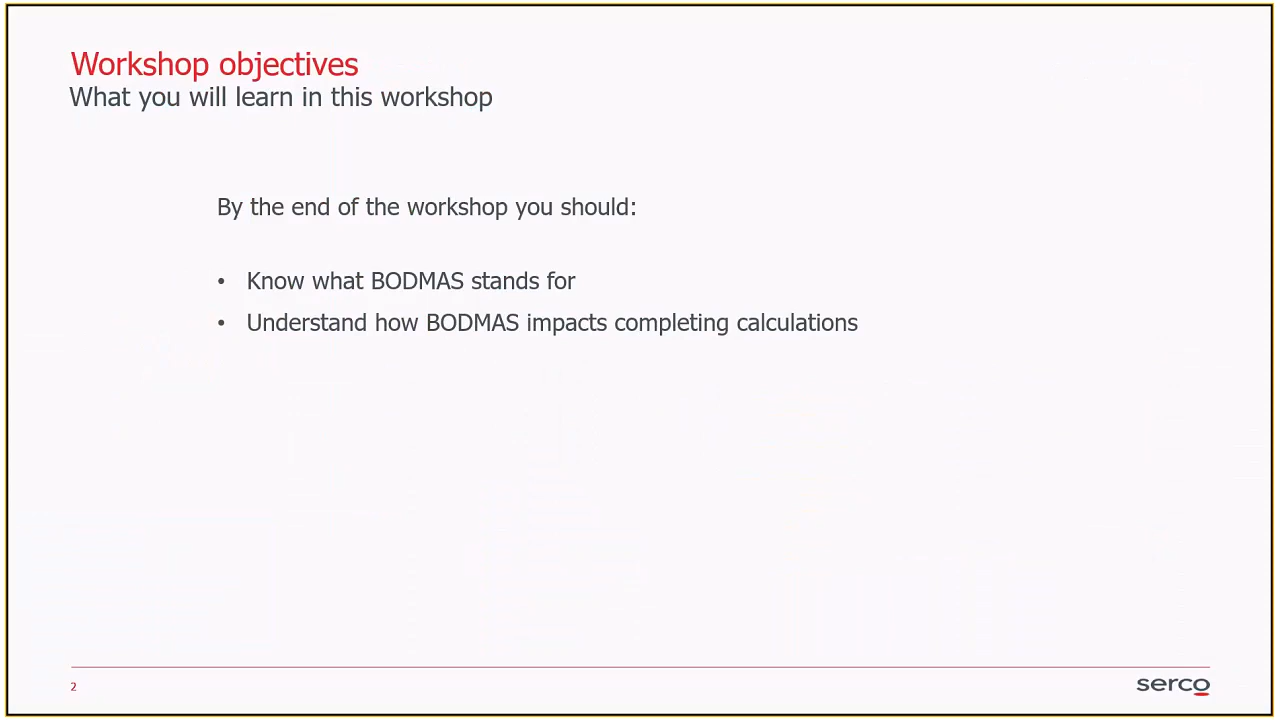 Workshop objectives
What you will learn in this workshop
By the end of the workshop you should:
• Know what BODMAS stands for
• Understand how BODMAS impacts completing calculations
2
serco